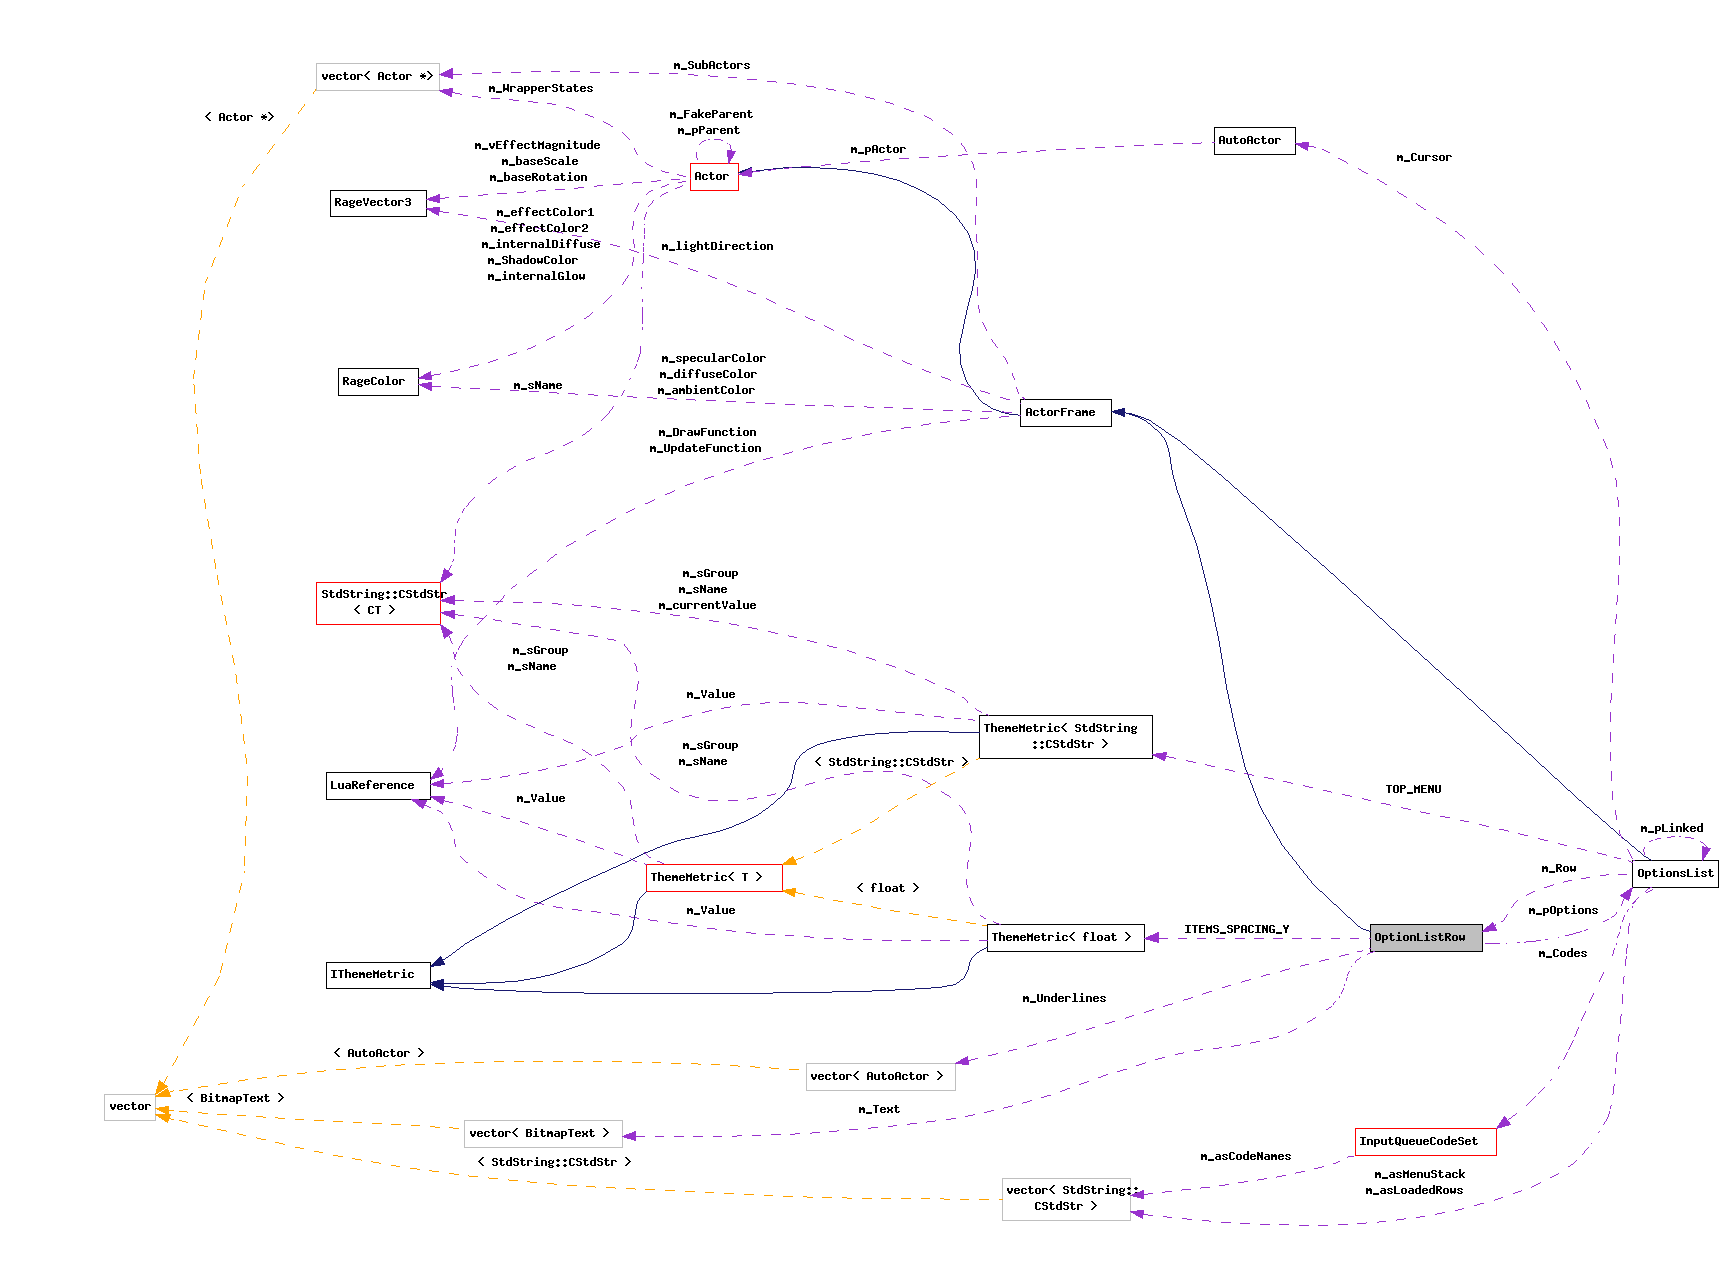 m_SubActors
vector< Actor *>
m_WrapperStates
< Actor *>
m_FakeParent
m_pParent
AutoActor
m_vEffectMagnitude
m_baseScale
m_baseRotation
m_pActor
m_Cursor
Actor
RageVector3
m_effectColor1
m_effectColor2
m_internalDiffuse
m_ShadowColor
m_internalGlow
m_lightDirection
m_specularColor
m_diffuseColor
m_ambientColor
RageColor
m_sName
ActorFrame
m_DrawFunction
m_UpdateFunction
m_sGroup
m_sName
m_currentValue
StdString::CStdStr
< CT >
m_sGroup
m_sName
m_Value
ThemeMetric< StdString
::CStdStr >
m_sGroup
m_sName
< StdString::CStdStr >
LuaReference
m_Value
TOP_MENU
m_pLinked
ThemeMetric< T >
< float >
m_Row
OptionsList
m_Value
m_pOptions
ThemeMetric< float >
ITEMS_SPACING_Y
OptionListRow
m_Codes
IThemeMetric
m_Underlines
< AutoActor >
vector< AutoActor >
vector
< BitmapText >
m_Text
vector< BitmapText >
InputQueueCodeSet
< StdString::CStdStr >
m_asCodeNames
m_asMenuStack
m_asLoadedRows
vector< StdString::
CStdStr >